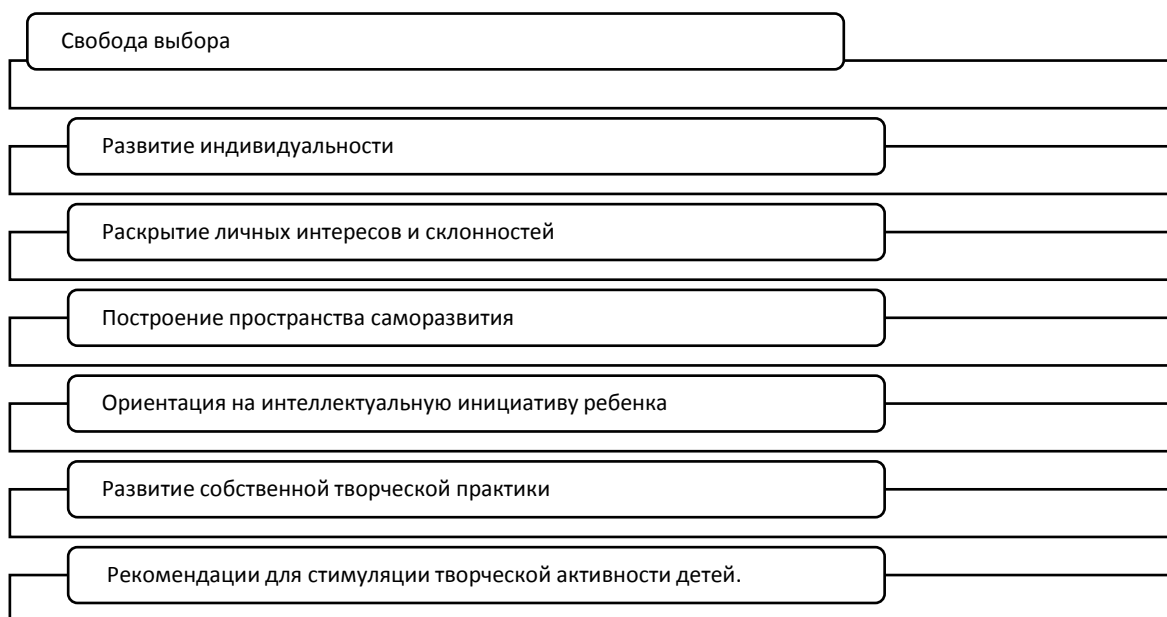 Свобода выбора
Развитие индивидуальности
Раскрытие личных интересов и склонностей
Построение пространства саморазвития
Ориентация на интеллектуальную инициативу ребенка
Развитие собственной творческой практики
Рекомендации для стимуляции творческой активности детей.